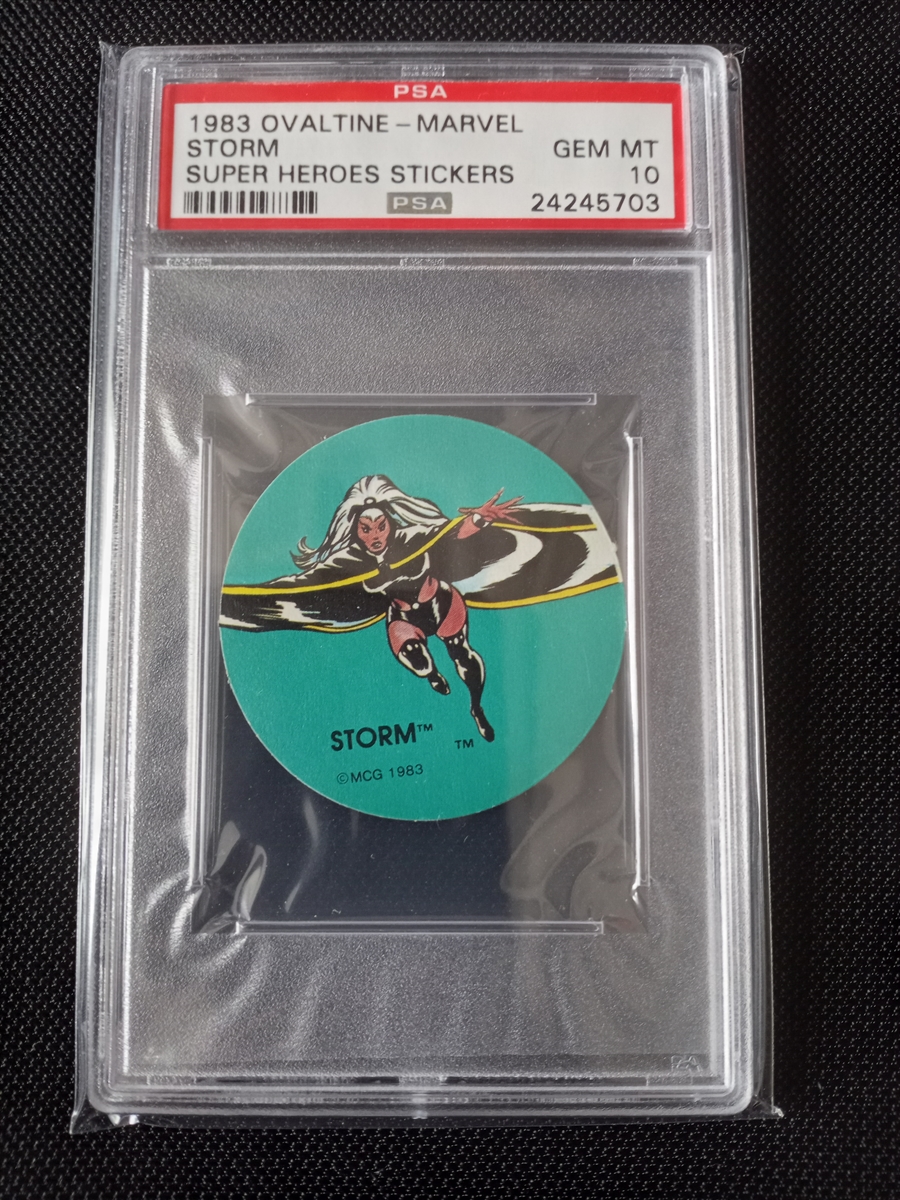 PSA
1983 OVALTINE – MARVEL
STORM GEM MT
SUPER HEROES STICKERS 10
PSA 24245703
STORM™
™
©MCG 1983